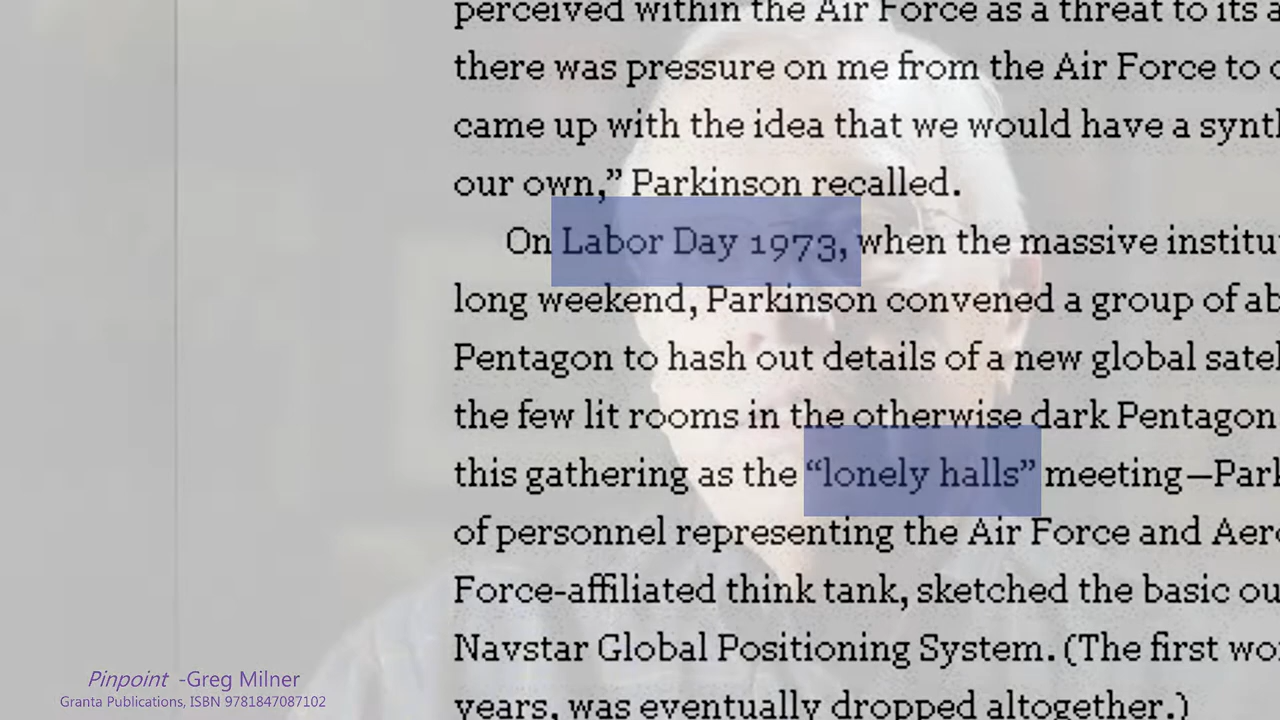 perceived within the Air Force as a threat to its a
there was pressure on me from the Air Force to
came up with the idea that we would have a synth
our own,” Parkinson recalled.
On Labor Day 1973, when the massive institu
long weekend, Parkinson convened a group of ab
Pentagon to hash out details of a new global satel
the few lit rooms in the otherwise dark Pentagon
this gathering as the “lonely halls” meeting—Park
of personnel representing the Air Force and Aero
Force-affiliated think tank, sketched the basic ou
Navstar Global Positioning System. (The first wo
years, was eventually dropped altogether.)
Pinpoint -Greg Milner
Granta Publications, ISBN 9781847087102